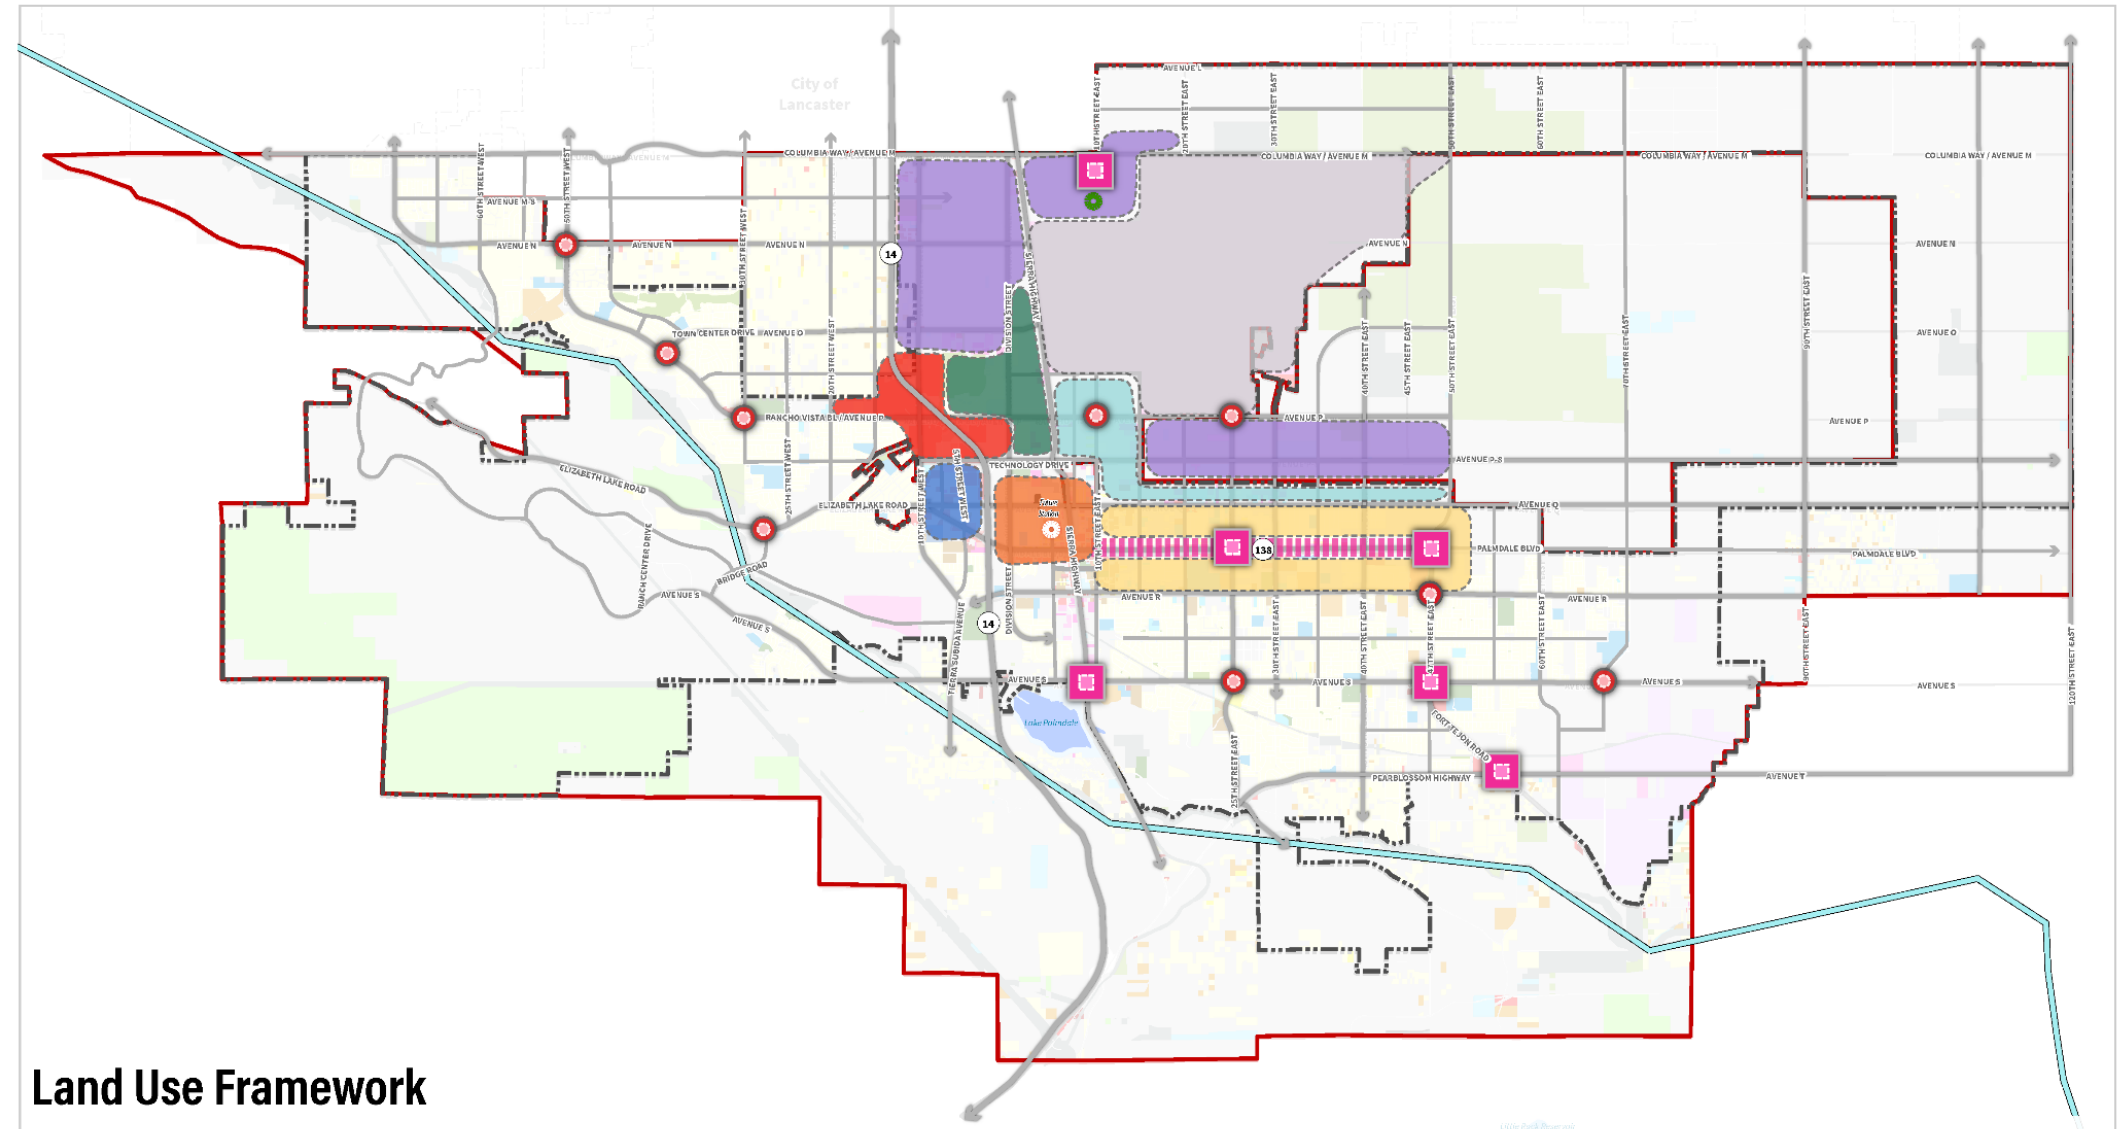 AVENUE L
City of
Lancaster
10TH STREET EAST
20TH STREET EAST
30TH STREET EAST
50TH STREET EAST
60TH STREET EAST
COLUMBIA WAY / AVENUE M
COLUMBIA WAY / AVENUE M
COLUMBIA WAY / AVENUE M
COLUMBIA WAY / AVENUE M
60TH STREET WEST
50TH STREET WEST
AVENUE M-8
AVENUE N
AVENUE N
AVENUE N
AVENUE N
AVENUE N
14
30TH STREET WEST
20TH STREET WEST
SIERRA HIGHWAY
DIVISION STREET
TOWN CENTER DRIVE / AVENUE O
AVENUE O
40TH STREET EAST
45TH STREET EAST
50TH STREET EAST
70TH STREET EAST
90TH STREET EAST
RANCHO VISTA BL / AVENUE P
AVENUE P
AVENUE P
25TH STREET WEST
ELIZABETH LAKE ROAD
TECHNOLOGY DRIVE
AVENUE P-8
ELIZABETH LAKE ROAD
10TH STREET WEST
5TH STREET WEST
AVENUE Q
RANCH CENTER DRIVE
SIERRA HIGHWAY
10TH STREET EAST
138
PALMDALE BLVD
PALMDALE BLVD
BRIDGE ROAD
AVENUE S
AVENUE S
AVENUE R
AVENUE R
14
DIVISION STREET
TIERRA SUBIDA AVENUE
30TH STREET EAST
40TH STREET EAST
47TH STREET EAST
60TH STREET EAST
90TH STREET EAST
120TH STREET EAST
AVENUE S
AVENUE S
AVENUE S
AVENUE S
Lake Palmdale
FORT TEJON ROAD
25TH STREET EAST
PEARBLOSSOM HIGHWAY
AVENUE T
Land Use Framework